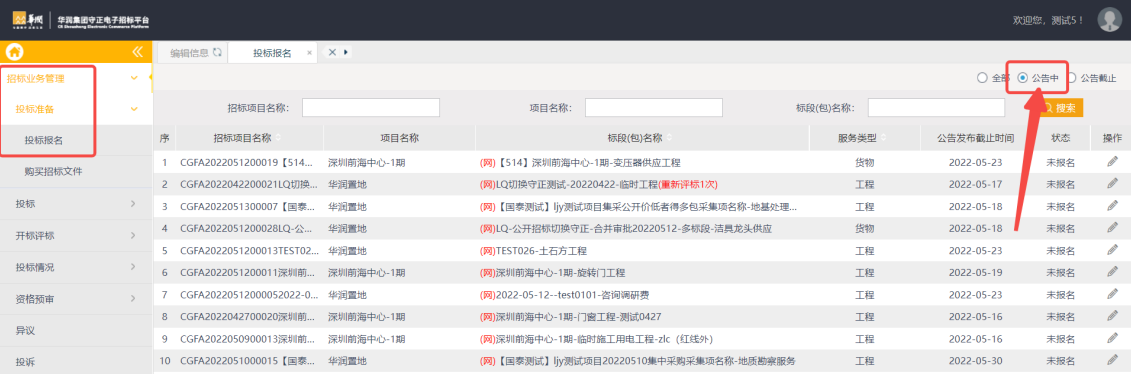 华润集团守正电子招标平台
欢迎您，测试5！
编辑信息
投标报名
招标业务管理
投标准备
投标报名
购买招标文件
投标
开标评标
投标情况
资格预审
异议
投诉
全部 公告中 公告截止
招标项目名称： 项目名称： 标段(包)名称： 搜索
序 招标项目名称 项目名称 标段(包)名称 服务类型 公告发布截止时间 状态 操作
1 CGFA2022051200019【514... 深圳前海中心-1期 (网)【514】深圳前海中心-1期-变压器供应工程 货物 2022-05-23 未报名
2 CGFA2022042200021LQ切换... 华润置地 (网)LQ切换守正测试-20220422-临时工程(重新评标1次) 工程 2022-05-17 未报名
3 CGFA2022051300007【国泰... 华润置地 (网)【国泰测试】ljy测试项目集采公开价低者得多包采集项名称-地基处理... 工程 2022-05-18 未报名
4 CGFA2022051200028LQ-公... 华润置地 (网)LQ-公开招标切换守正-合并审批20220512-多标段-洁具龙头供应 货物 2022-05-18 未报名
5 CGFA2022051200013TEST02... 华润置地 (网)TEST026-土石方工程 工程 2022-05-23 未报名
6 CGFA2022051200011深圳前... 深圳前海中心-1期 (网)深圳前海中心-1期-旋转门工程 工程 2022-05-19 未报名
7 CGFA2022051200005​2022-0... 华润置地 (网)2022-05-12--test0101-咨询调研费 工程 2022-05-23 未报名
8 CGFA2022042700020深圳前... 深圳前海中心-1期 (网)深圳前海中心-1期-门窗工程-测试0427 工程 2022-05-16 未报名
9 CGFA2022050900013深圳前... 深圳前海中心-1期 (网)深圳前海中心-1期-临时施工用电工程-zlc（红线外） 工程 2022-05-16 未报名
10 CGFA2022051000015【国泰... 华润置地 (网)【国泰测试】ljy测试项目20220510集中采购采集项名称-地质勘察服务 工程 2022-05-30 未报名